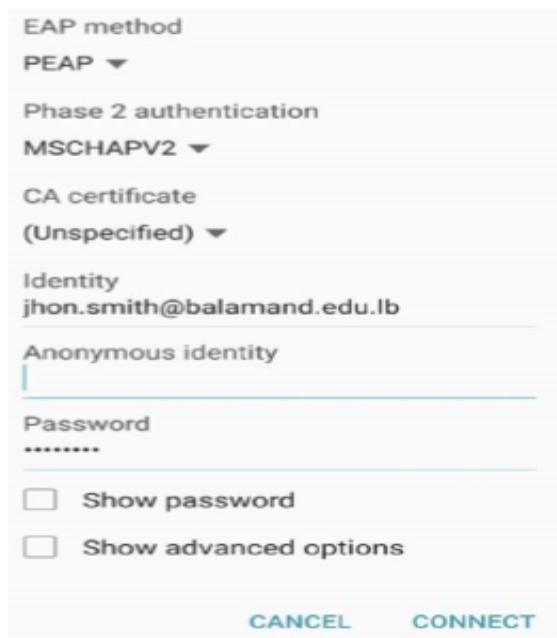 EAP method
PEAP
Phase 2 authentication
MSCHAPV2
CA certificate
(Unspecified)
Identity
jhon.smith@balamand.edu.lb
Anonymous identity
Password
••••••••
Show password
Show advanced options
CANCEL CONNECT